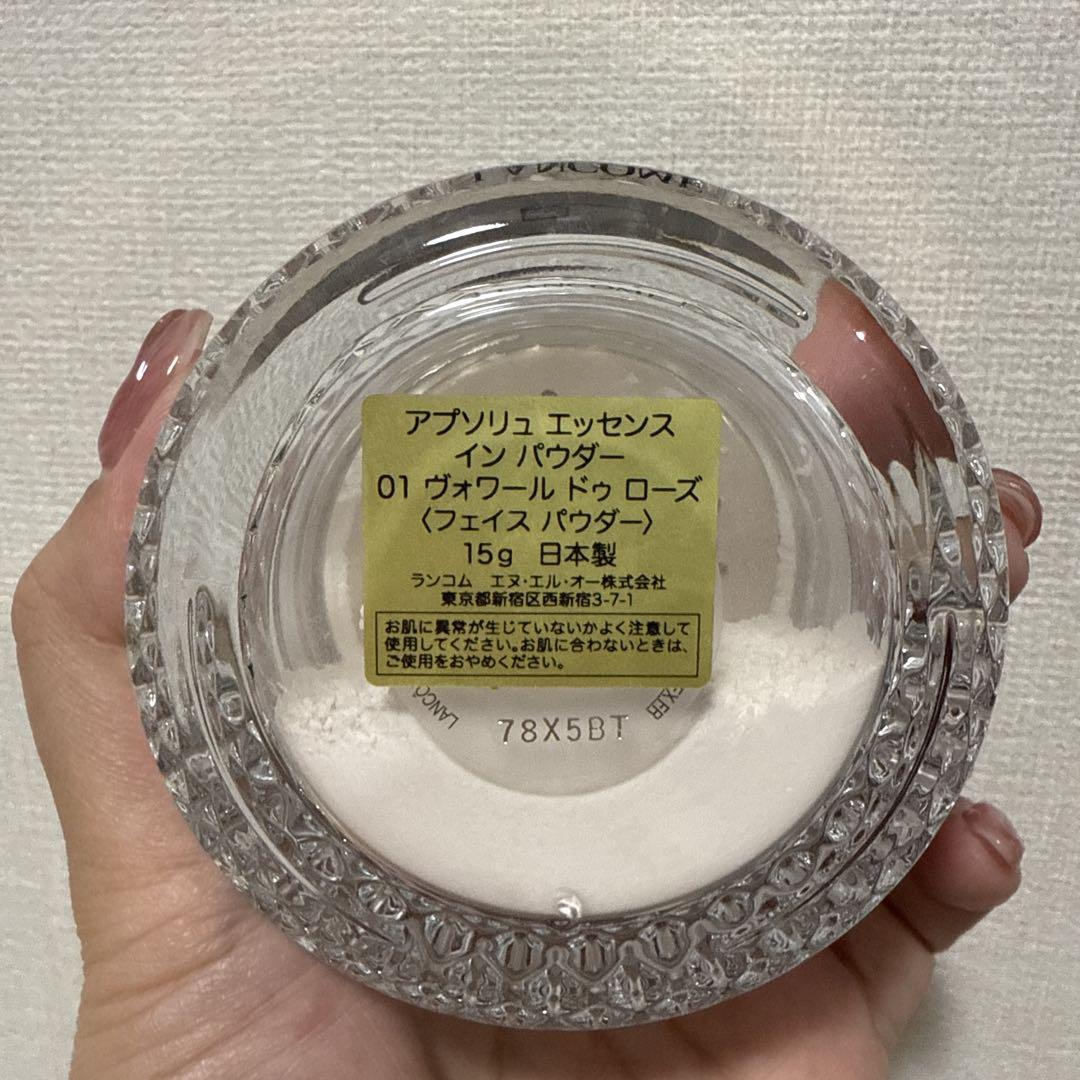 アプソリュ エッセンス
イン パウダー
01 ヴォワール ドゥ ローズ
〈フェイス パウダー〉
15g 日本製
ランコム エヌ・エル・オー株式会社
東京都新宿区西新宿3-7-1
お肌に異常が生じていないかよく注意して
使用してください。お肌に合わないときは、
ご使用をおやめください。
78X5BT